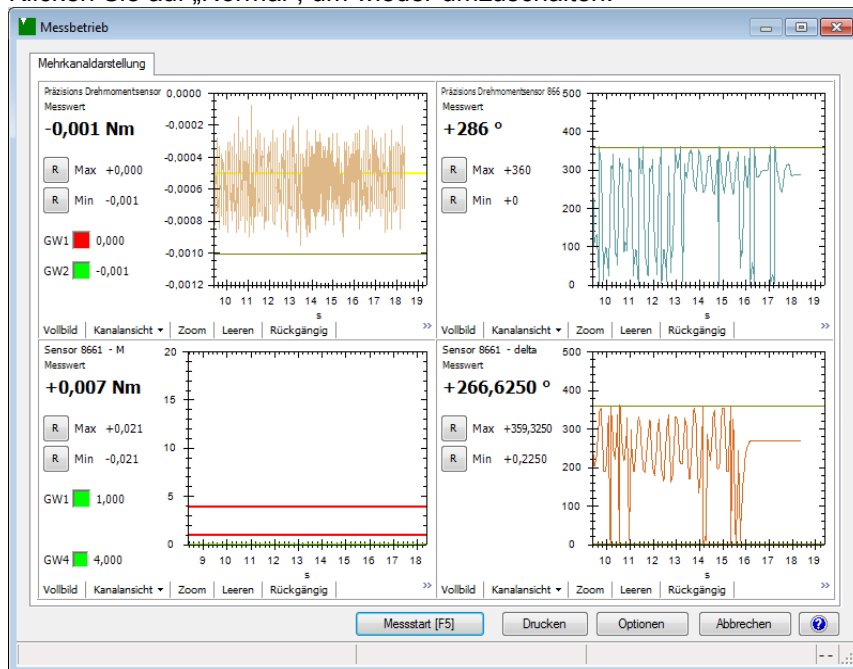 Klicken Sie auf „Normal“, um wieder umzuschalten.
Messbetrieb
Mehrkanaldarstellung
Präzisions Drehmomentsensor
Messwert
-0,001 Nm
R Max +0,000
R Min -0,001
GW1 0,000
GW2 -0,001
0,0000
-0,0002
-0,0004
-0,0006
-0,0008
-0,0010
-0,0012
10 11 12 13 14 15 16 17 18 19
s
Vollbild Kanalansicht Zoom Leeren Rückgängig »
Präzisions Drehmomentsensor 866
Messwert
+286 °
R Max +360
R Min +0
500
400
300
200
100
0
10 11 12 13 14 15 16 17 18 19
s
Vollbild Kanalansicht Zoom Leeren Rückgängig »
Sensor 8661 - M
Messwert
+0,007 Nm
R Max +0,021
R Min -0,021
GW1 1,000
GW4 4,000
20
15
10
5
0
9 10 11 12 13 14 15 16 17 18
s
Vollbild Kanalansicht Zoom Leeren Rückgängig »
Sensor 8661 - delta
Messwert
+266,6250 °
R Max +359,3250
R Min +0,2250
500
400
300
200
100
0
10 11 12 13 14 15 16 17 18 19
s
Vollbild Kanalansicht Zoom Leeren Rückgängig »
Messstart [F5] Drucken Optionen Abbrechen ?
--